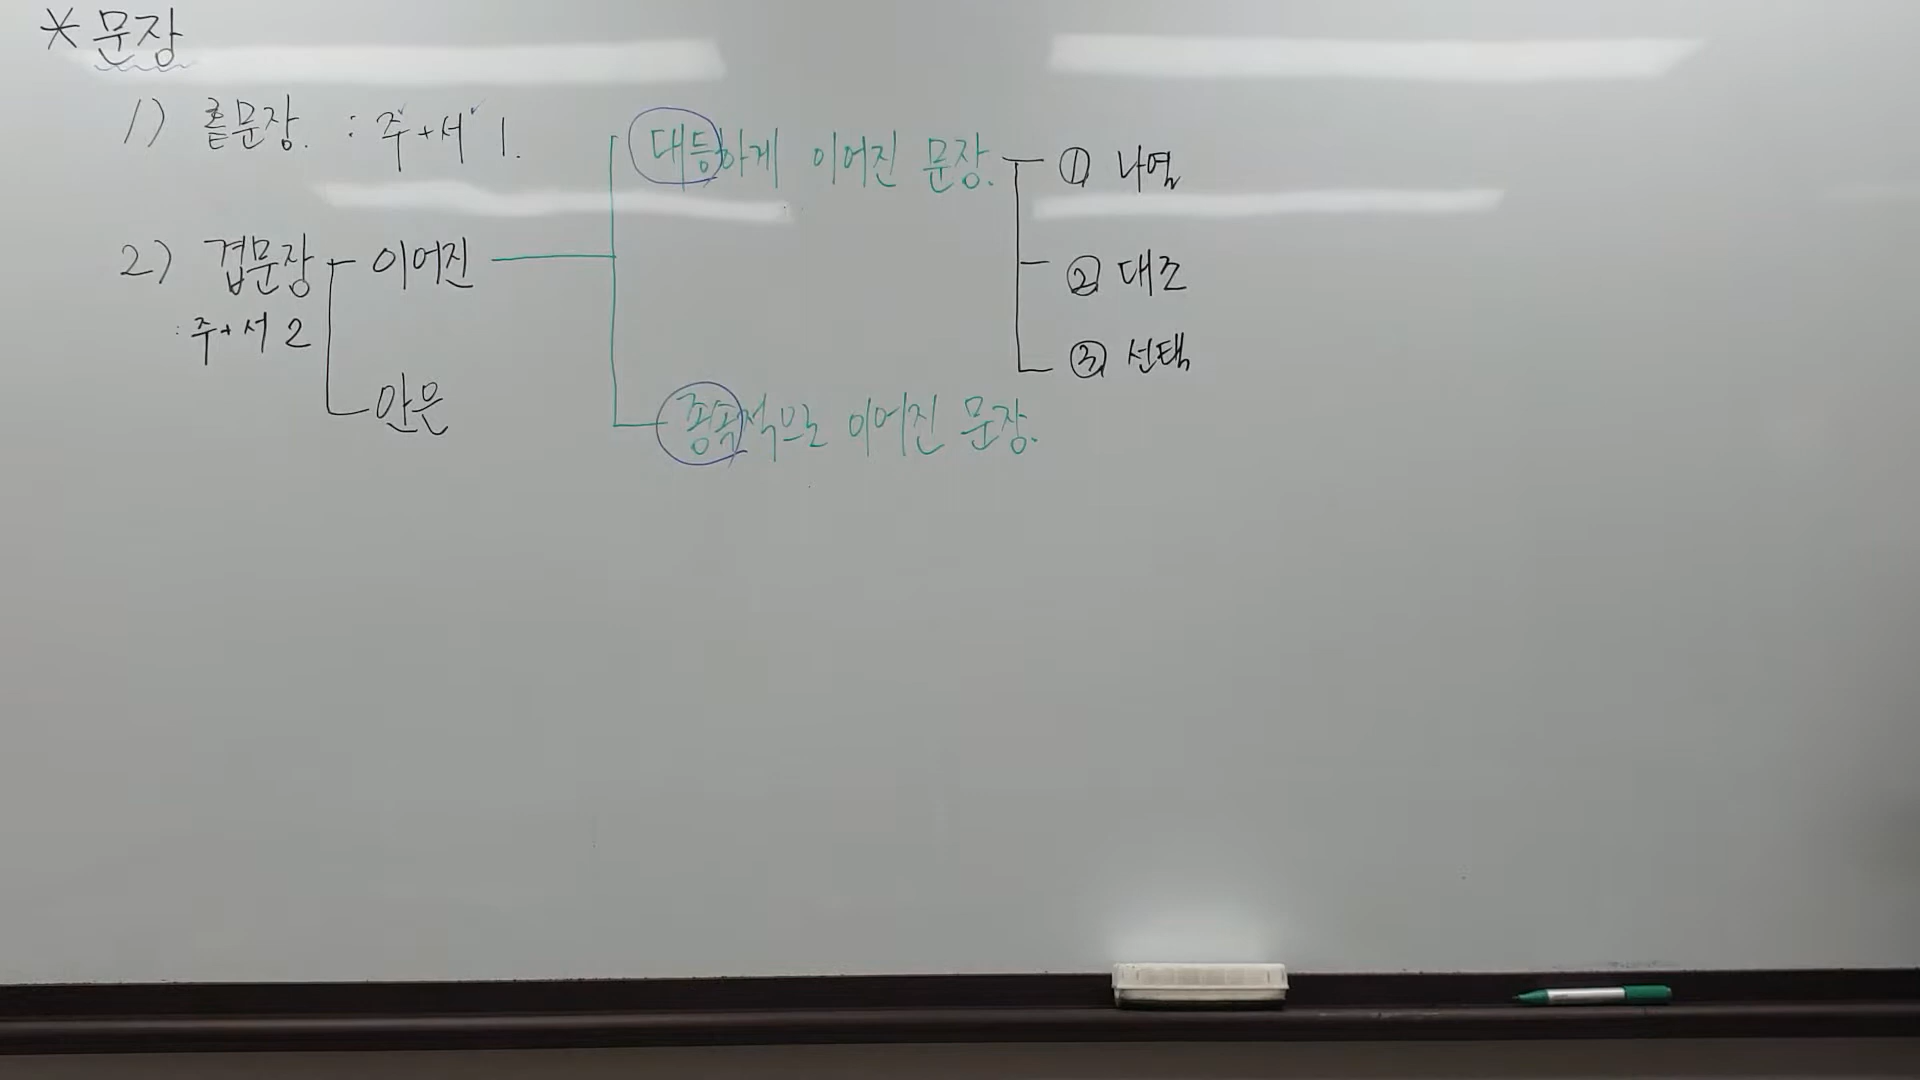 * 문장
1) 홑문장. : 주+서 1.
대등하게 이어진 문장. ① 나열
2) 겹문장 이어진 ② 대조
: 주+서 2 ③ 선택
안은 종속적으로 이어진 문장.